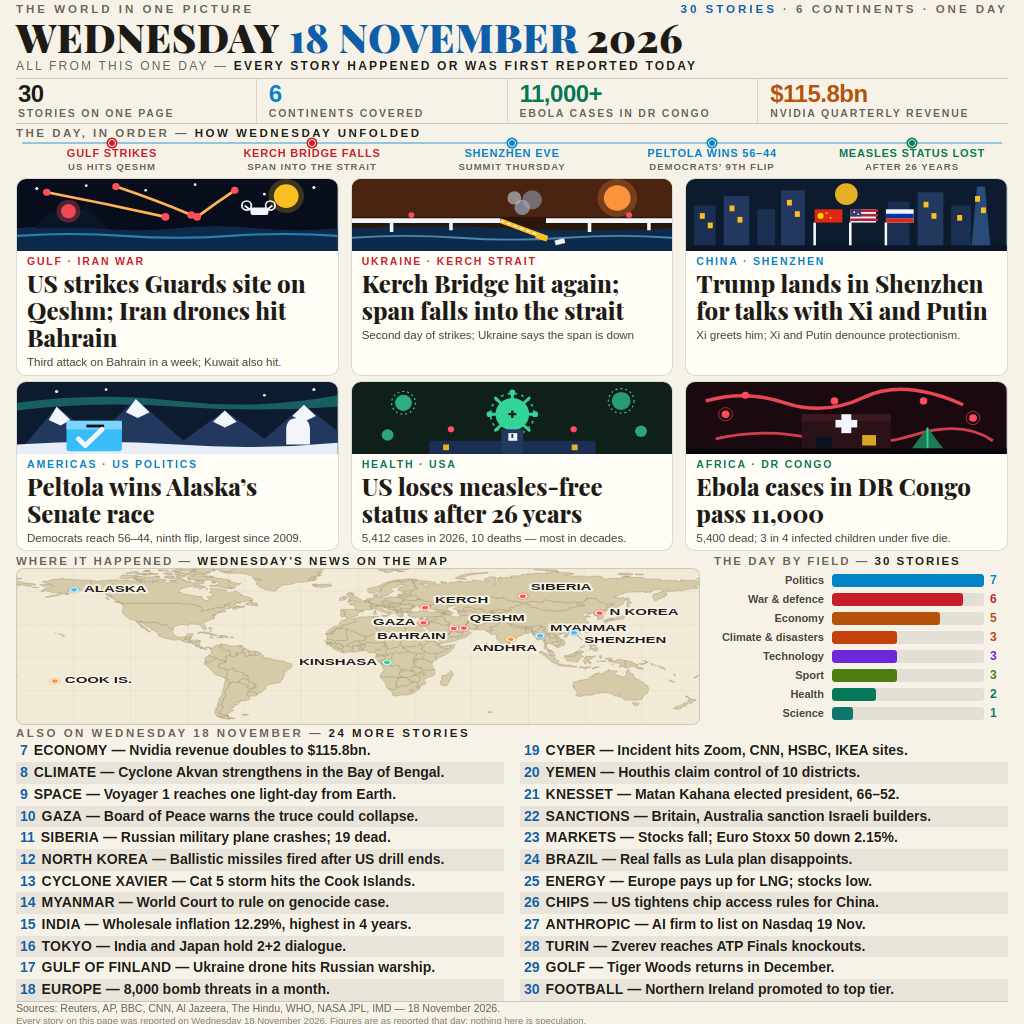 THE WORLD IN ONE PICTURE
30 STORIES · 6 CONTINENTS · ONE DAY
WEDNESDAY 18 NOVEMBER 2026
ALL FROM THIS ONE DAY — EVERY STORY HAPPENED OR WAS FIRST REPORTED TODAY
30
STORIES ON ONE PAGE
6
CONTINENTS COVERED
11,000+
EBOLA CASES IN DR CONGO
$115.8bn
NVIDIA QUARTERLY REVENUE
THE DAY, IN ORDER — HOW WEDNESDAY UNFOLDED
GULF STRIKES
US HITS QESHM
KERCH BRIDGE FALLS
SPAN INTO THE STRAIT
SHENZHEN EVE
SUMMIT THURSDAY
PELTOLA WINS 56–44
DEMOCRATS' 9TH FLIP
MEASLES STATUS LOST
AFTER 26 YEARS
GULF · IRAN WAR
US strikes Guards site on
Qeshm; Iran drones hit
Bahrain
Third attack on Bahrain in a week; Kuwait also hit.
UKRAINE · KERCH STRAIT
Kerch Bridge hit again;
span falls into the strait
Second day of strikes; Ukraine says the span is down
CHINA · SHENZHEN
Trump lands in Shenzhen
for talks with Xi and Putin
Xi greets him; Xi and Putin denounce protectionism.
AMERICAS · US POLITICS
Peltola wins Alaska's
Senate race
Democrats reach 56–44, ninth flip, largest since 2009.
HEALTH · USA
US loses measles-free
status after 26 years
5,412 cases in 2026, 10 deaths — most in decades.
AFRICA · DR CONGO
Ebola cases in DR Congo
pass 11,000
5,400 dead; 3 in 4 infected children under five die.
WHERE IT HAPPENED — WEDNESDAY'S NEWS ON THE MAP
ALASKA
SIBERIA
KERCH
N KOREA
GAZA
QESHM
BAHRAIN
MYANMAR
SHENZHEN
ANDHRA
KINSHASA
COOK IS.
THE DAY BY FIELD — 30 STORIES
Politics 7
War & defence 6
Economy 5
Climate & disasters 3
Technology 3
Sport 3
Health 2
Science 1
ALSO ON WEDNESDAY 18 NOVEMBER — 24 MORE STORIES
7 ECONOMY — Nvidia revenue doubles to $115.8bn.
8 CLIMATE — Cyclone Akvan strengthens in the Bay of Bengal.
9 SPACE — Voyager 1 reaches one light-day from Earth.
10 GAZA — Board of Peace warns the truce could collapse.
11 SIBERIA — Russian military plane crashes; 19 dead.
12 NORTH KOREA — Ballistic missiles fired after US drill ends.
13 CYCLONE XAVIER — Cat 5 storm hits the Cook Islands.
14 MYANMAR — World Court to rule on genocide case.
15 INDIA — Wholesale inflation 12.29%, highest in 4 years.
16 TOKYO — India and Japan hold 2+2 dialogue.
17 GULF OF FINLAND — Ukraine drone hits Russian warship.
18 EUROPE — 8,000 bomb threats in a month.
19 CYBER — Incident hits Zoom, CNN, HSBC, IKEA sites.
20 YEMEN — Houthis claim control of 10 districts.
21 KNESSET — Matan Kahana elected president, 66–52.
22 SANCTIONS — Britain, Australia sanction Israeli builders.
23 MARKETS — Stocks fall; Euro Stoxx 50 down 2.15%.
24 BRAZIL — Real falls as Lula plan disappoints.
25 ENERGY — Europe pays up for LNG; stocks low.
26 CHIPS — US tightens chip access rules for China.
27 ANTHROPIC — AI firm to list on Nasdaq 19 Nov.
28 TURIN — Zverev reaches ATP Finals knockouts.
29 GOLF — Tiger Woods returns in December.
30 FOOTBALL — Northern Ireland promoted to top tier.
Sources: Reuters, AP, BBC, CNN, Al Jazeera, The Hindu, WHO, NASA JPL, IMD — 18 November 2026.
Every story on this page was reported on Wednesday 18 November 2026. Figures are as reported that day; nothing here is speculation.